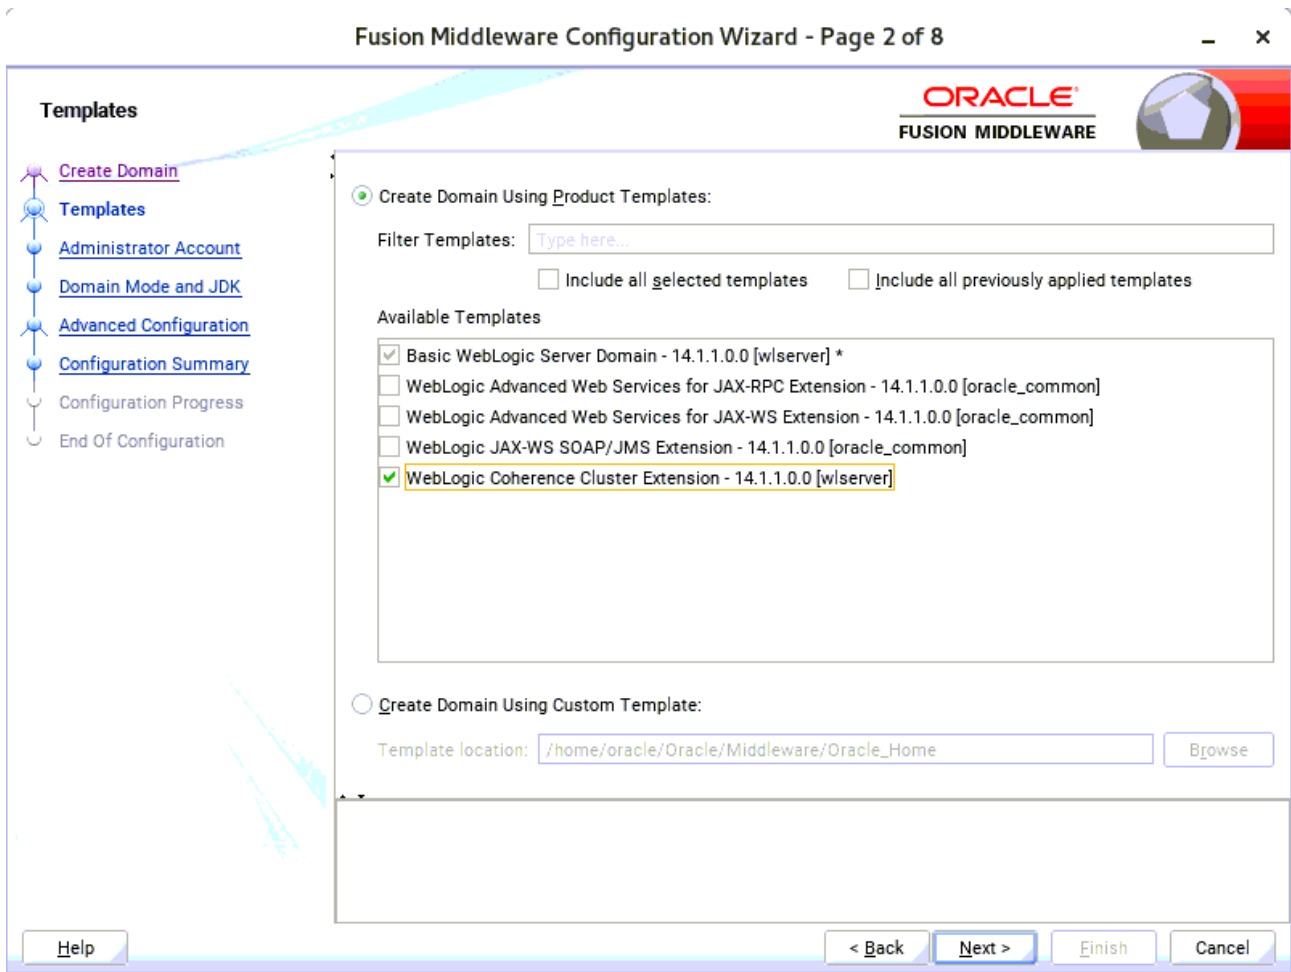 Fusion Middleware Configuration Wizard - Page 2 of 8
Templates
ORACLE
FUSION MIDDLEWARE
Create Domain
Templates
Administrator Account
Domain Mode and JDK
Advanced Configuration
Configuration Summary
Configuration Progress
End Of Configuration
Create Domain Using Product Templates:
Filter Templates: Type here...
Include all selected templates Include all previously applied templates
Available Templates
Basic WebLogic Server Domain - 14.1.1.0.0 [wlserver] *
WebLogic Advanced Web Services for JAX-RPC Extension - 14.1.1.0.0 [oracle_common]
WebLogic Advanced Web Services for JAX-WS Extension - 14.1.1.0.0 [oracle_common]
WebLogic JAX-WS SOAP/JMS Extension - 14.1.1.0.0 [oracle_common]
WebLogic Coherence Cluster Extension - 14.1.1.0.0 [wlserver]
Create Domain Using Custom Template:
Template location: /home/oracle/Oracle/Middleware/Oracle_Home Browse
Help < Back Next > Finish Cancel